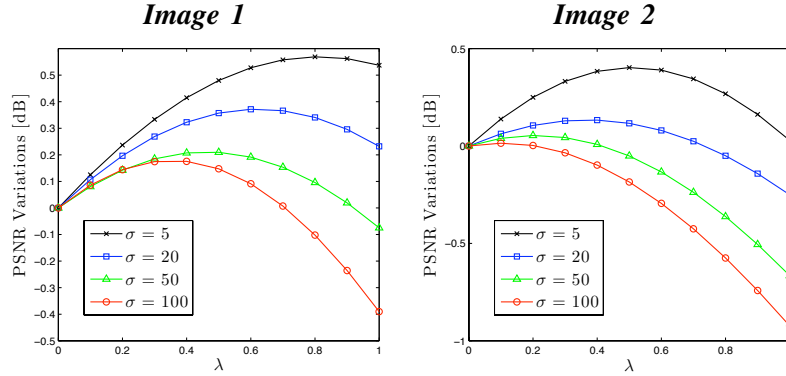 Image 1
Image 2
PSNR Variations [dB]
0.5
0.4
0.3
0.2
0.1
0
−0.1
−0.2
−0.3
−0.4
−0.5
0
0.2
0.4
0.6
0.8
1
λ
σ = 5
σ = 20
σ = 50
σ = 100
PSNR Variations [dB]
0.5
0
−0.5
−1
0
0.2
0.4
0.6
0.8
λ
σ = 5
σ = 20
σ = 50
σ = 100